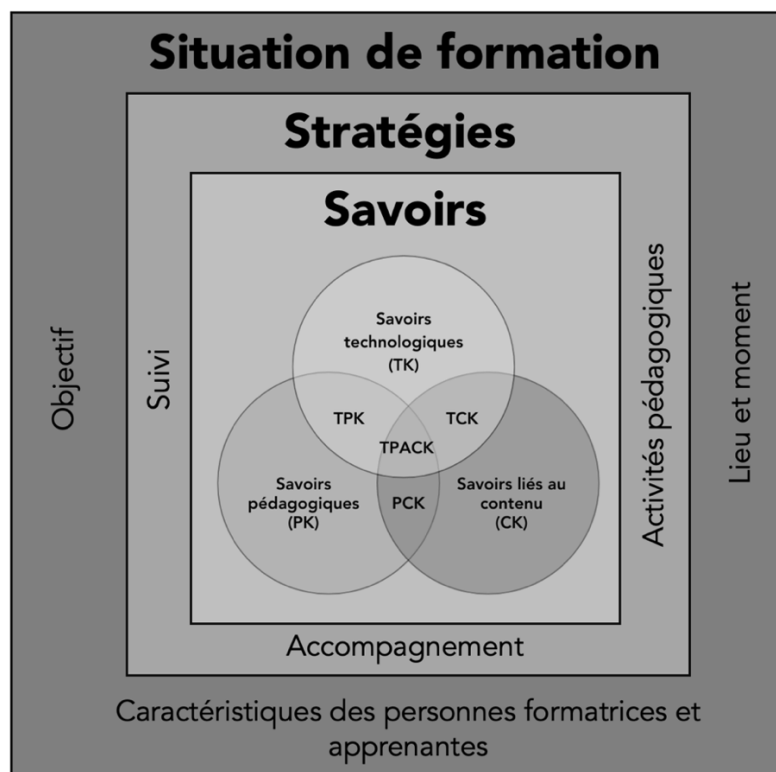 Situation de formation
Stratégies
Savoirs
Objectif
Suivi
Savoirs
technologiques
(TK)
TPK
TCK
TPACK
Savoirs
pédagogiques
(PK)
PCK
Savoirs liés au
contenu
(CK)
Activités pédagogiques
Lieu et moment
Accompagnement
Caractéristiques des personnes formatrices et
apprenantes